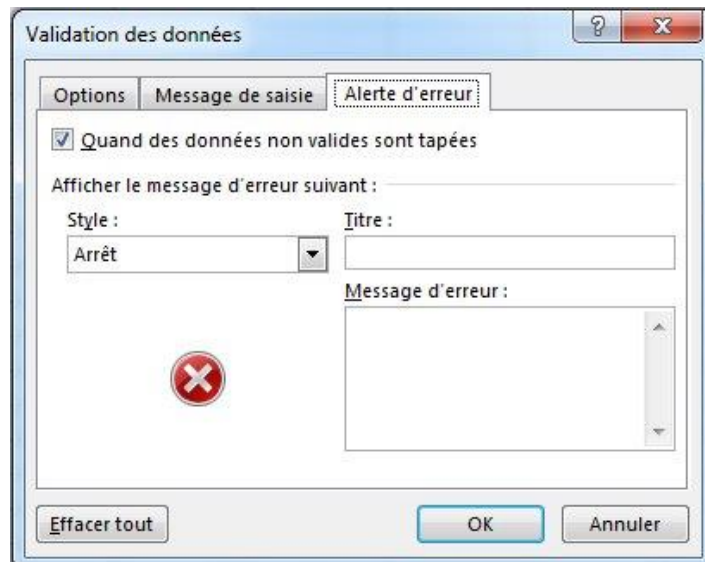 Validation des données
Options Message de saisie Alerte d'erreur
Quand des données non valides sont tapées
Afficher le message d'erreur suivant :
Style : Titre :
Arrêt
Message d'erreur :
Effacer tout OK Annuler